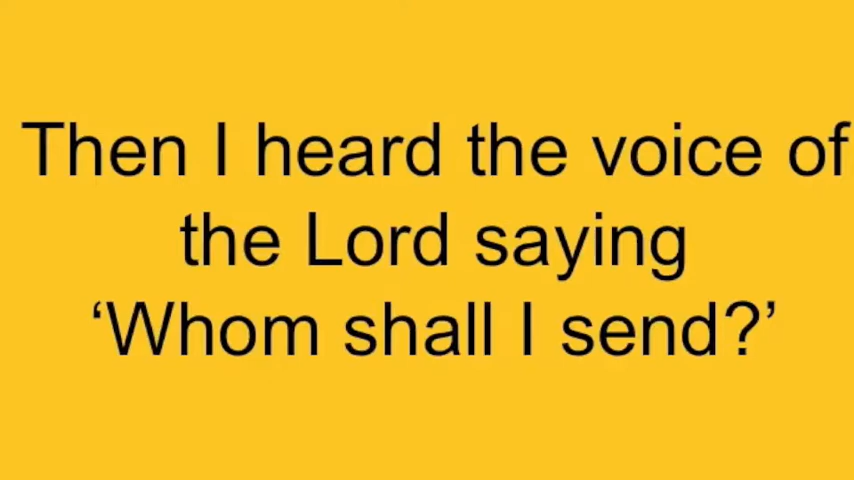 Then I heard the voice of
the Lord saying
‘Whom shall I send?’